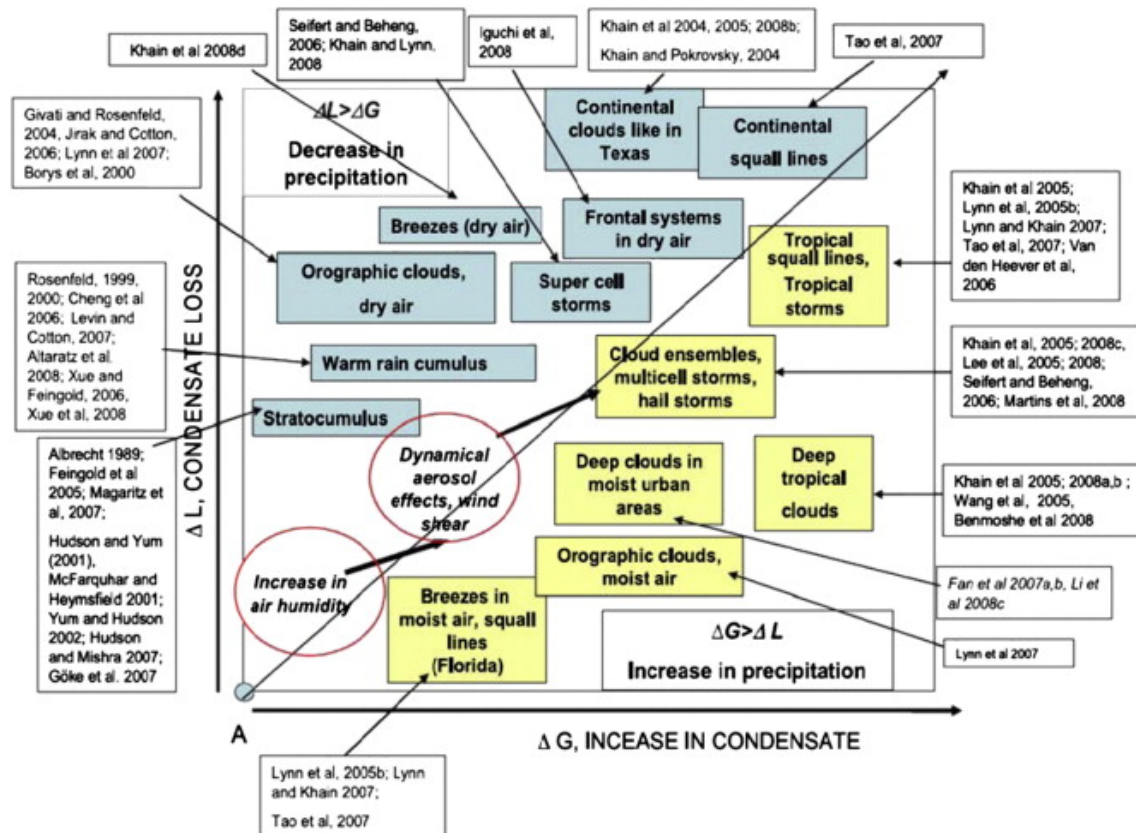 Khain et al 2008d
Seifert and Beheng,
2006; Khain and Lynn,
2008
Iguchi et al,
2008
Khain et al 2004, 2005; 2008b;
Khain and Pokrovsky, 2004
Tao et al, 2007
Givati and Rosenfeld,
2004, Jirak and Cotton,
2006; Lynn et al 2007;
Borys et al, 2000
ΔL>ΔG
Decrease in
precipitation
Continental
clouds like in
Texas
Continental
squall lines
Breezes (dry air)
Frontal systems
in dry air
Tropical
squall lines,
Tropical
storms
Khain et al 2005;
Lynn et al, 2005b;
Lynn and Khain 2007;
Tao et al, 2007; Van
den Heever et al,
2006
Orographic clouds,
dry air
Super cell
storms
Rosenfeld, 1999,
2000; Cheng et al
2006; Levin and
Cotton, 2007;
Altaratz et al.
2008; Xue and
Feingold, 2006,
Xue et al, 2008
Warm rain cumulus
Cloud ensembles,
multicell storms,
hail storms
Khain et al, 2005; 2008c,
Lee et al, 2005; 2008;
Seifert and Beheng,
2006; Martins et al, 2008
Stratocumulus
Albrecht 1989;
Feingold et al
2005; Magaritz et
al, 2007;
Hudson and Yum
(2001),
McFarquhar and
Heymsfield 2001;
Yum and Hudson
2002; Hudson
and Mishra 2007;
Göke et al. 2007
Dynamical
aerosol
effects, wind
shear
Deep clouds in
moist urban
areas
Deep
tropical
clouds
Khain et al 2005; 2008a,b ;
Wang et al, 2005,
Benmoshe et al 2008
Increase in
air humidity
Orographic clouds,
moist air
Breezes in
moist air, squall
lines
(Florida)
Fan et al 2007a,b, Li et
al 2008c
ΔG>Δ L
Increase in precipitation
Lynn et al 2007
Δ L, CONDENSATE LOSS
A
Δ G, INCEASE IN CONDENSATE
Lynn et al, 2005b; Lynn
and Khain 2007;
Tao et al, 2007